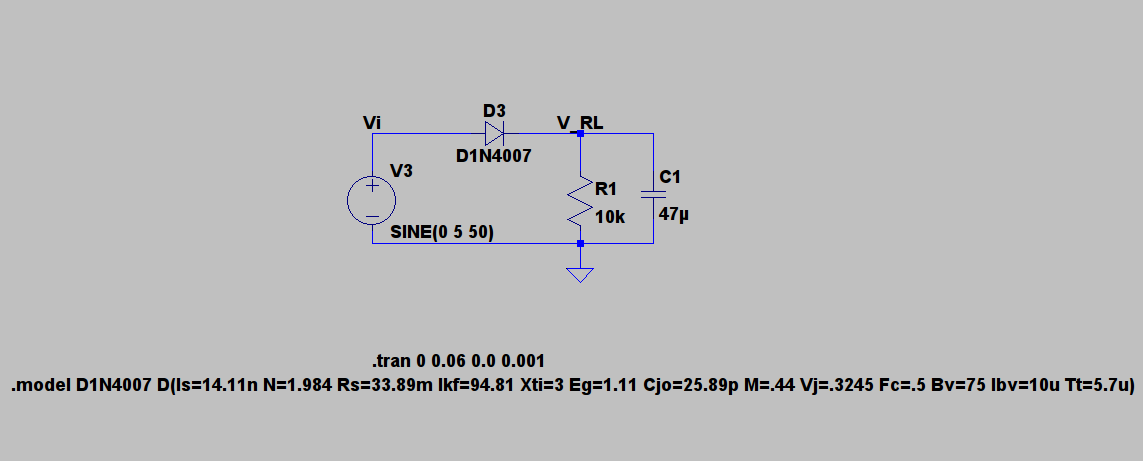 D3
Vi
V_RL
D1N4007
V3
C1
R1
47µ
10k
SINE(0 5 50)
.tran 0 0.06 0.0 0.001
.model D1N4007 D(Is=14.11n N=1.984 Rs=33.89m Ikf=94.81 Xti=3 Eg=1.11 Cjo=25.89p M=.44 Vj=.3245 Fc=.5 Bv=75 Ibv=10u Tt=5.7u)